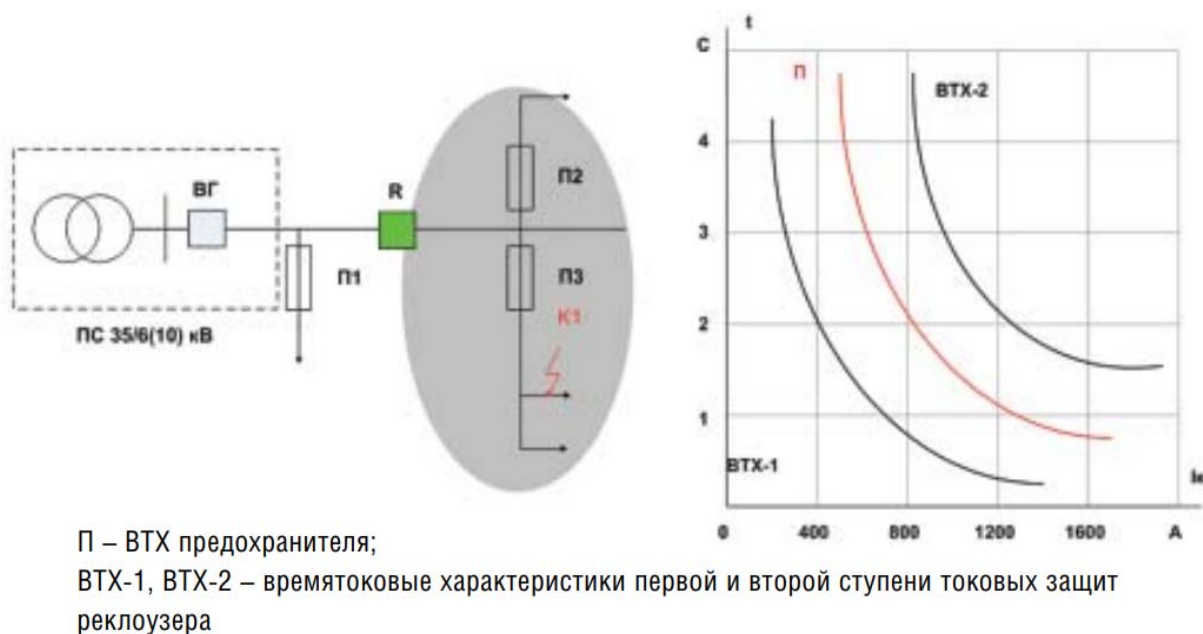 ВГ
R
П2
П1
П3
К1
ПС 35/6(10) кВ
t
С
П
ВТХ-2
4
3
2
1
ВТХ-1
0
400
800
1200
1600
А
П – ВТХ предохранителя;
ВТХ-1, ВТХ-2 – времятоковые характеристики первой и второй ступени токовых защит
реклоузера